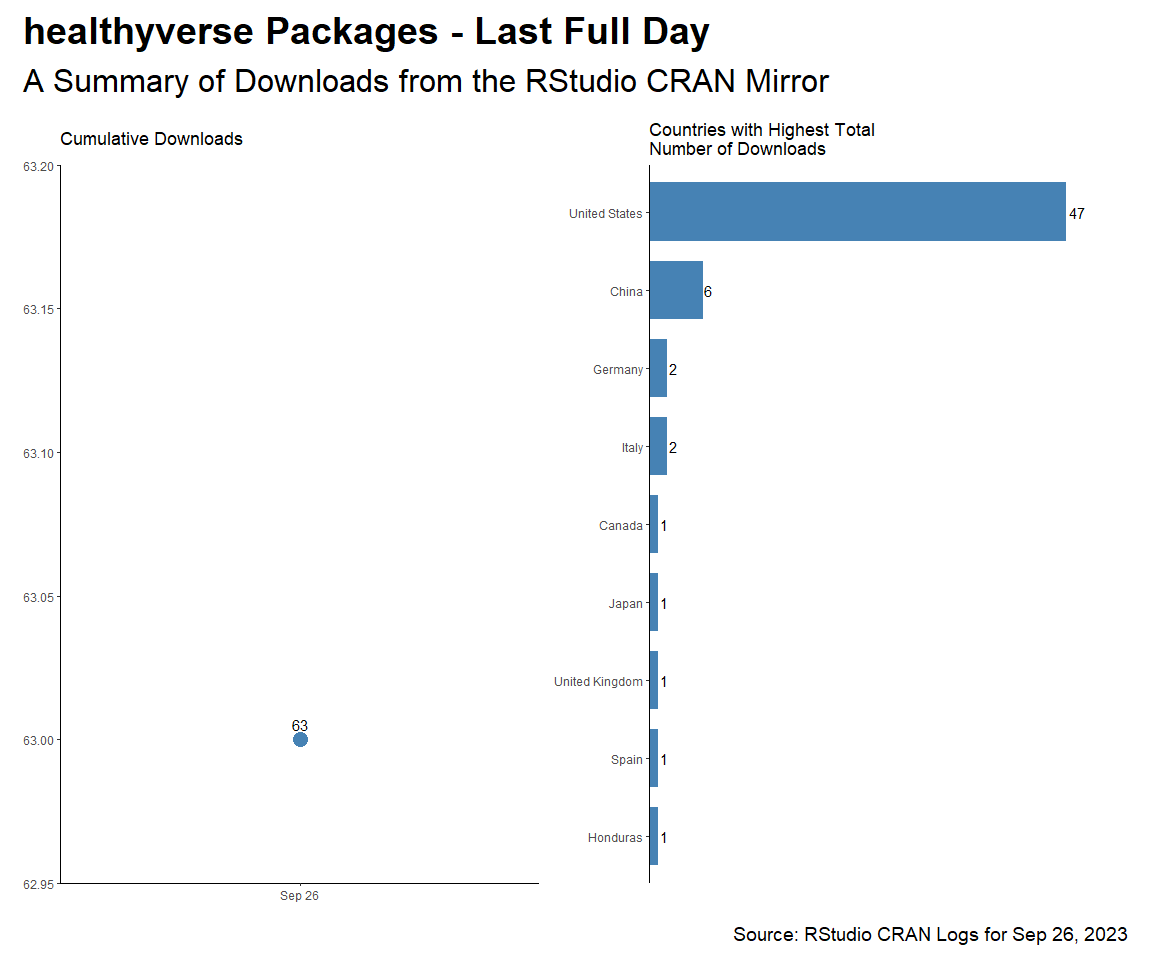 healthyverse Packages - Last Full Day
A Summary of Downloads from the RStudio CRAN Mirror
Cumulative Downloads
63.20
63.15
63.10
63.05
63.00
62.95
63
Sep 26
Countries with Highest Total
Number of Downloads
United States 47
China 6
Germany 2
Italy 2
Canada 1
Japan 1
United Kingdom 1
Spain 1
Honduras 1
Source: RStudio CRAN Logs for Sep 26, 2023